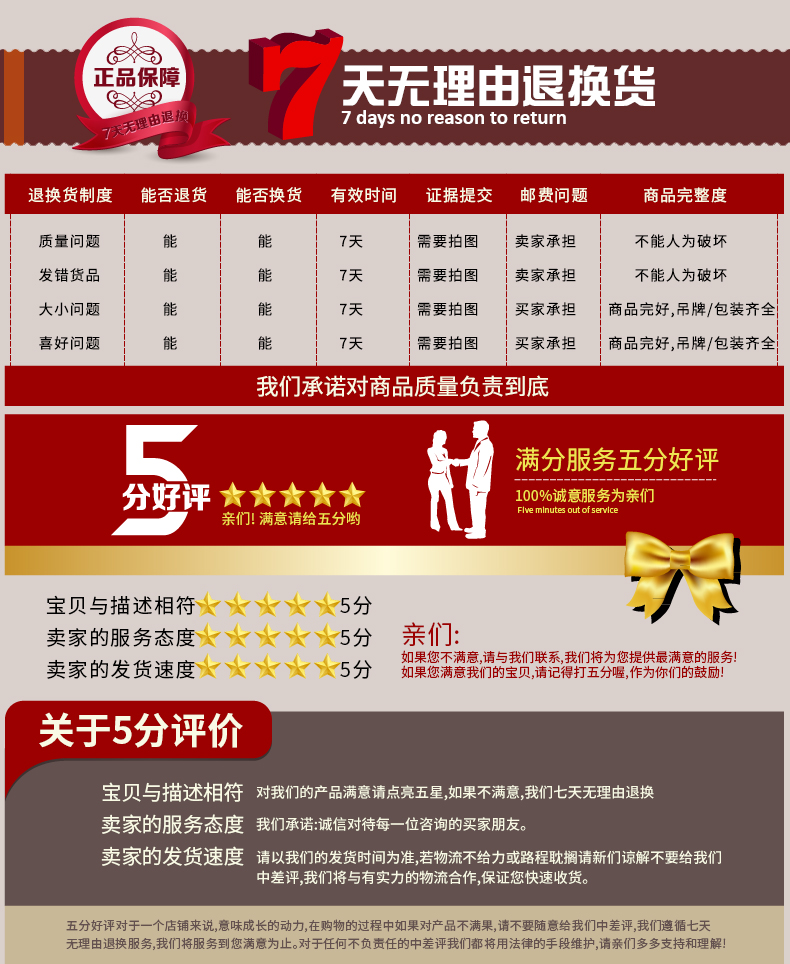 正品保障
7天无理由退换
7天无理由退换货
7 days no reason to return
退换货制度 能否退货 能否换货 有效时间 证据提交 邮费问题 商品完整度
质量问题 能 能 7天 需要拍图 卖家承担 不能人为破坏
发错货品 能 能 7天 需要拍图 卖家承担 不能人为破坏
大小问题 能 能 7天 需要拍图 买家承担 商品完好,吊牌/包装齐全
喜好问题 能 能 7天 需要拍图 买家承担 商品完好,吊牌/包装齐全
我们承诺对商品质量负责到底
5分好评
亲们! 满意请给五分哟
满分服务五分好评
100%诚意服务为亲们
Five minutes out of service
宝贝与描述相符 5分
卖家的服务态度 5分
卖家的发货速度 5分
亲们:
如果您不满意,请与我们联系,我们将为您提供最满意的服务!
如果您满意我们的宝贝,请记得打五分喔,作为你们的鼓励!
关于5分评价
宝贝与描述相符 对我们的产品满意请点亮五星,如果不满意,我们七天无理由退换
卖家的服务态度 我们承诺:诚信对待每一位咨询的买家朋友。
卖家的发货速度 请以我们的发货时间为准,若物流不给力或路程耽搁请新们谅解不要给我们
中差评,我们将与有实力的物流合作,保证您快速收货。
五分好评对于一个店铺来说,意味成长的动力,在购物的过程中如果对产品不满果,请不要随意给我们中差评,我们遵循七天
无理由退换服务,我们将服务到您满意为止。对于任何不负责任的中差评我们都将用法律的手段维护,请亲们多多支持和理解!